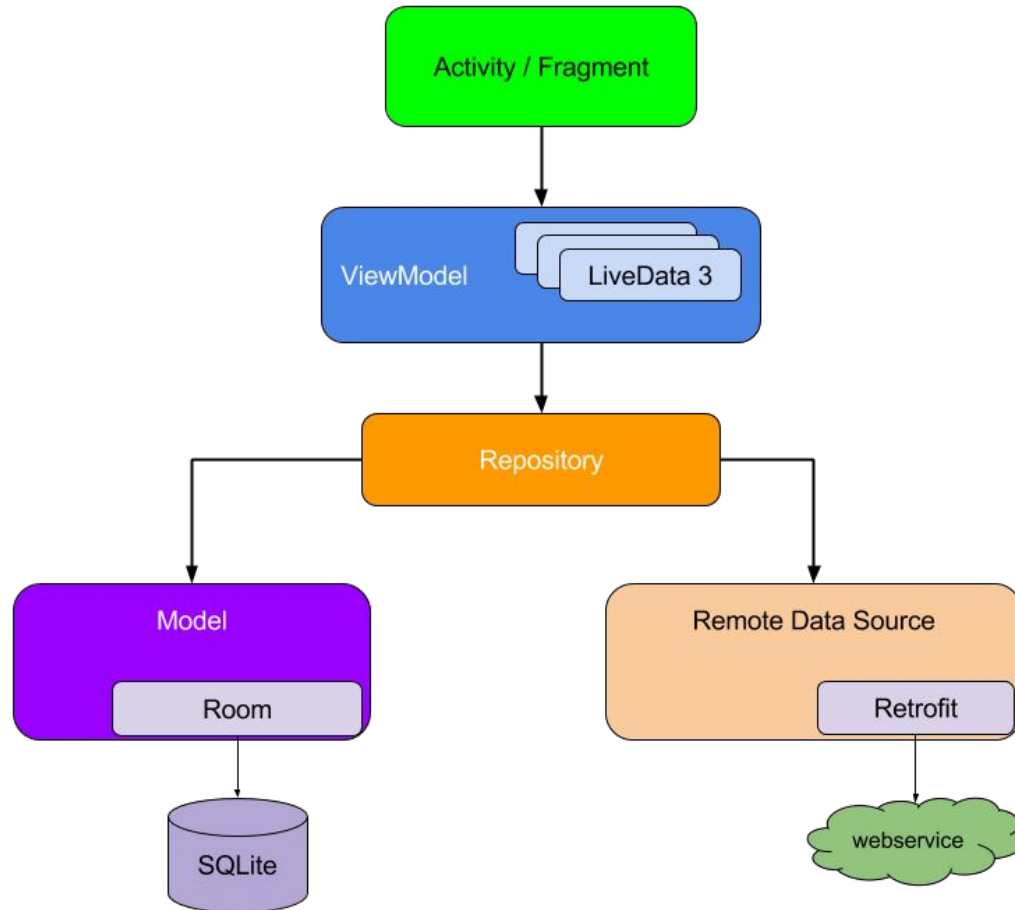 Activity / Fragment
ViewModel
LiveData 3
Repository
Model
Remote Data Source
Room
Retrofit
SQLite
webservice